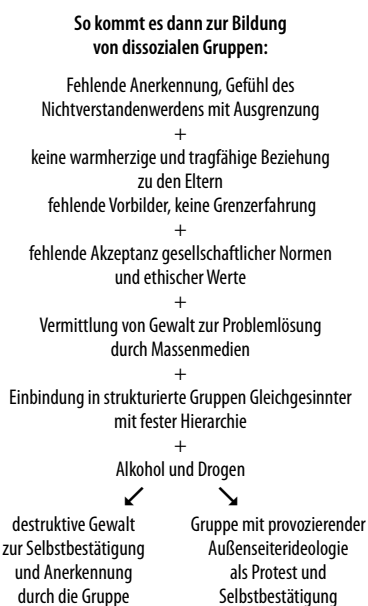 So kommt es dann zur Bildung
von dissozialen Gruppen:
Fehlende Anerkennung, Gefühl des
Nichtverstandenwerdens mit Ausgrenzung
+
keine warmherzige und tragfähige Beziehung
zu den Eltern
fehlende Vorbilder, keine Grenzerfahrung
+
fehlende Akzeptanz gesellschaftlicher Normen
und ethischer Werte
+
Vermittlung von Gewalt zur Problemlösung
durch Massenmedien
+
Einbindung in strukturierte Gruppen Gleichgesinnter
mit fester Hierarchie
+
Alkohol und Drogen
↙ ↘
destruktive Gewalt
zur Selbstbestätigung
und Anerkennung
durch die Gruppe
Gruppe mit provozierender
Außenseiterideologie
als Protest und
Selbstbestätigung